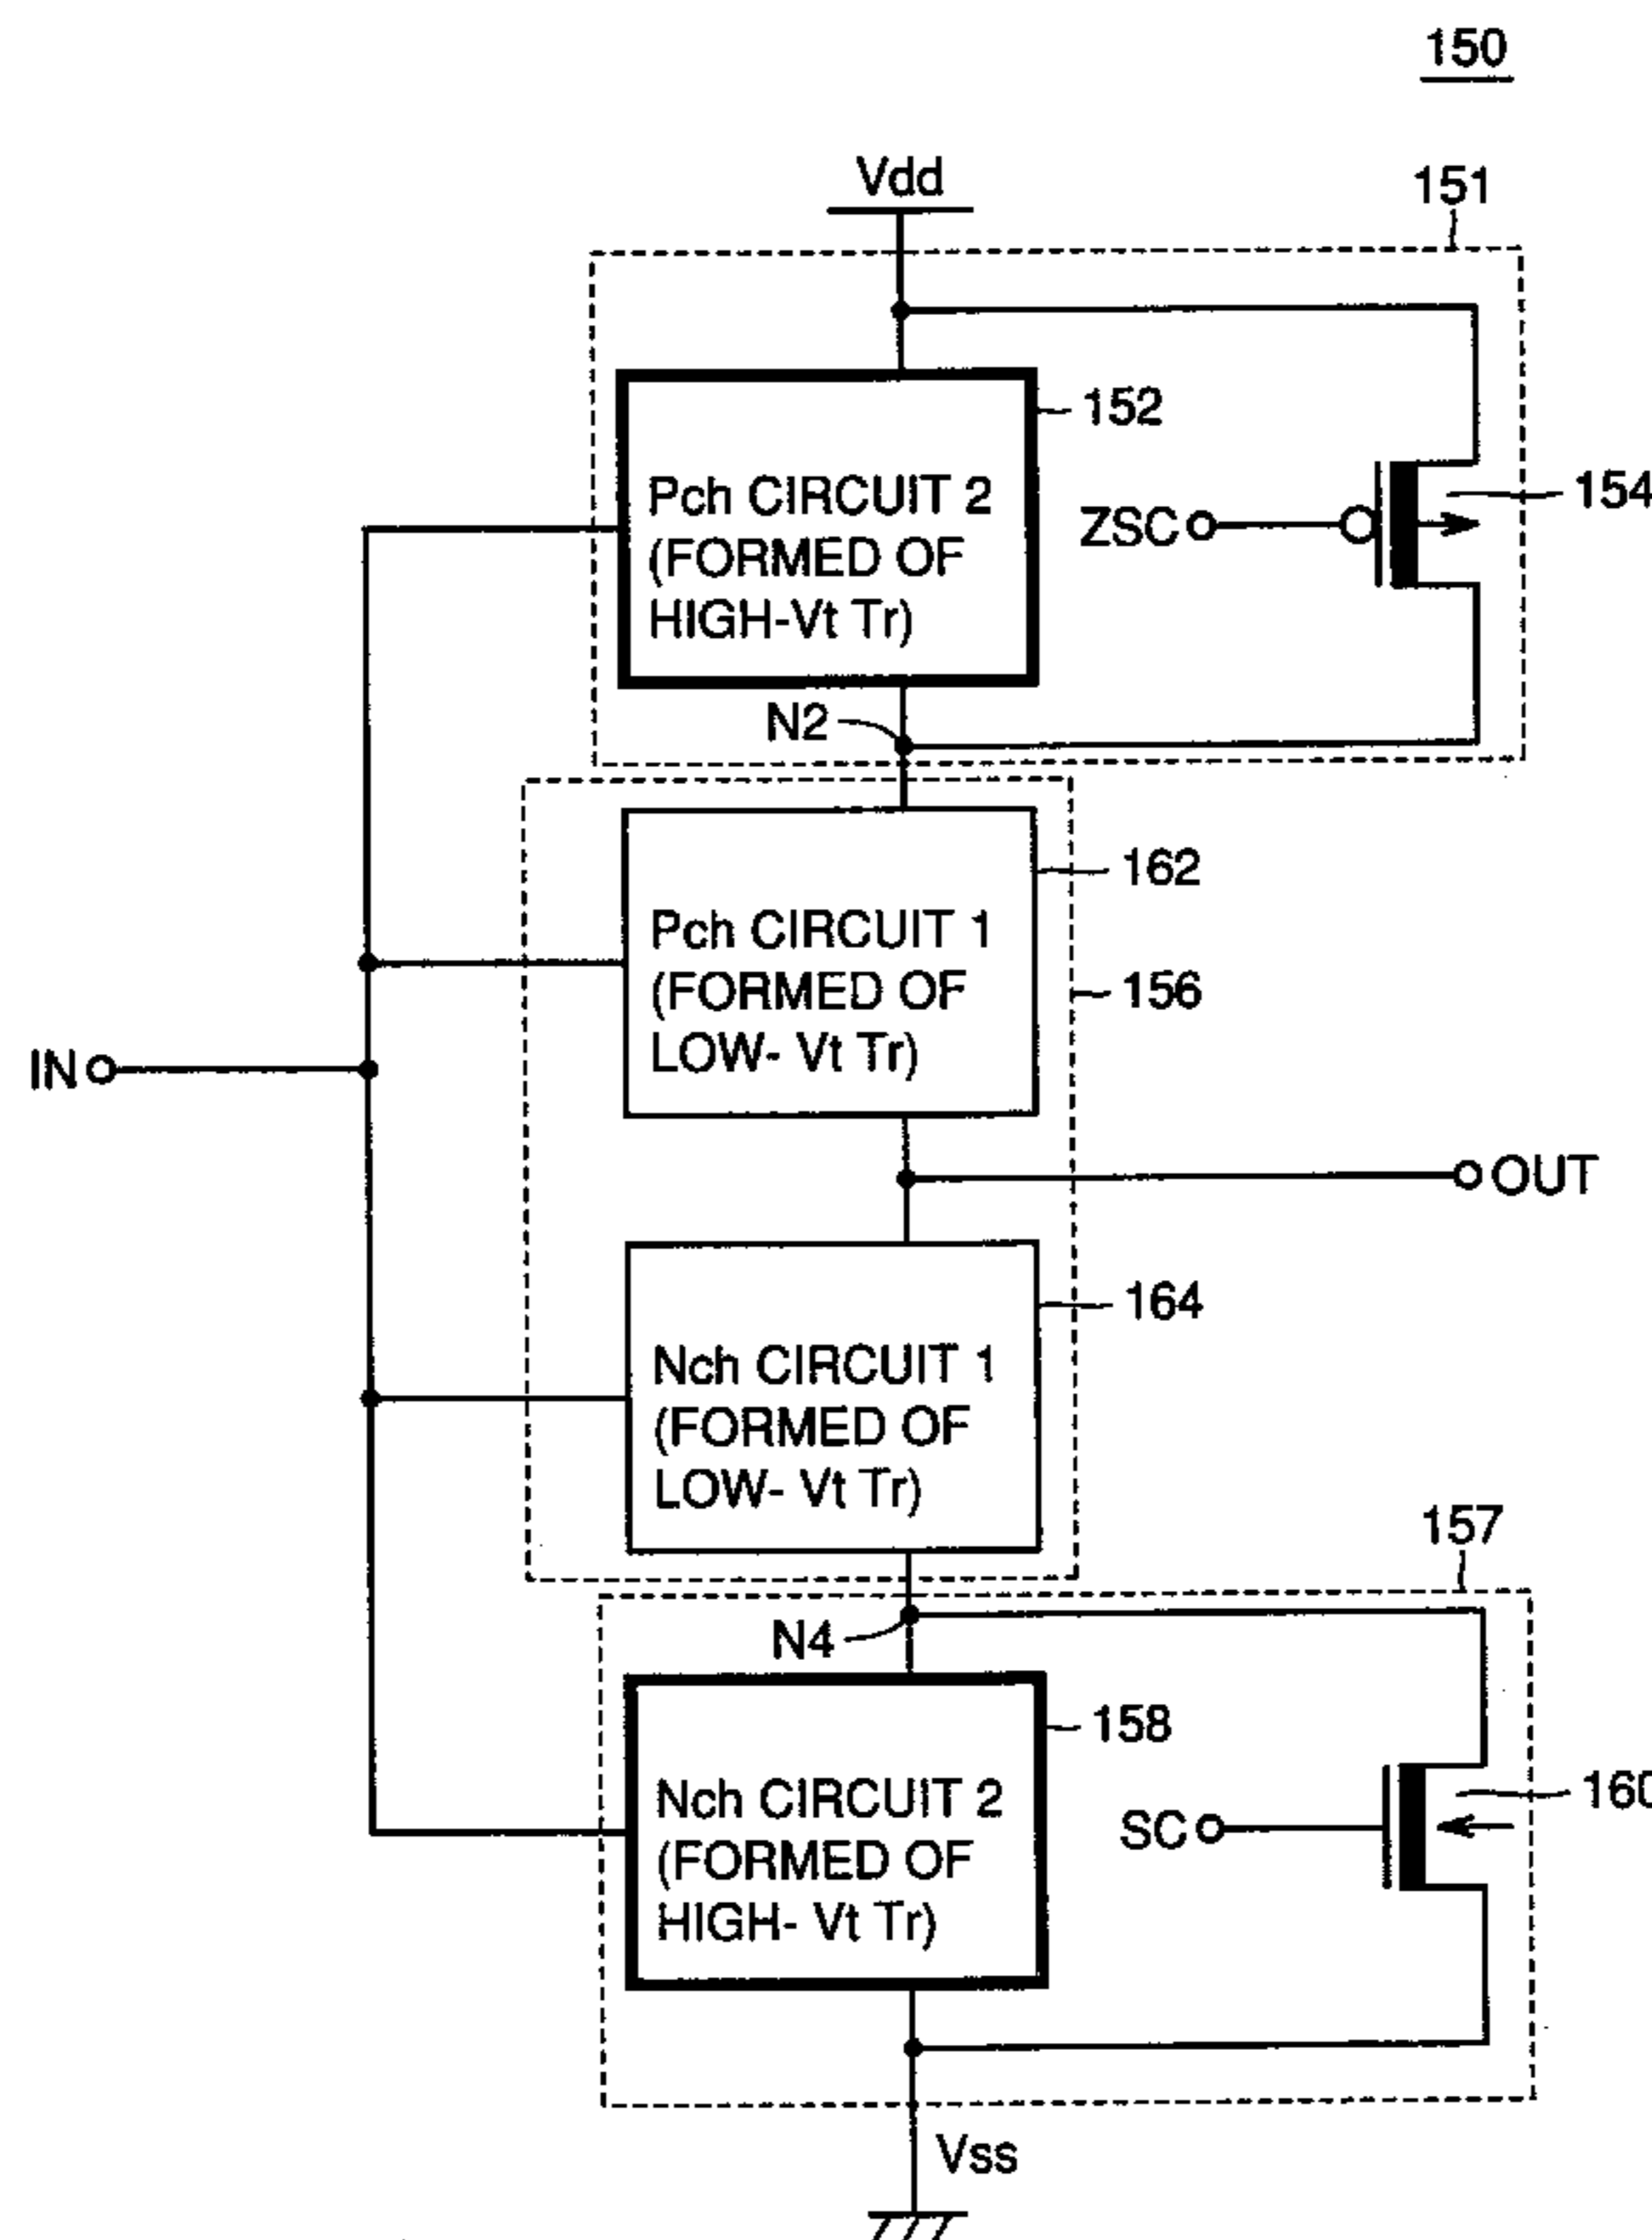 150
Vdd
151
152
Pch CIRCUIT 2
(FORMED OF
HIGH-Vt Tr)
ZSC
154
N2
162
Pch CIRCUIT 1
(FORMED OF
LOW- Vt Tr)
156
IN
OUT
164
Nch CIRCUIT 1
(FORMED OF
LOW- Vt Tr)
157
N4
158
Nch CIRCUIT 2
(FORMED OF
HIGH- Vt Tr)
SC
160
Vss